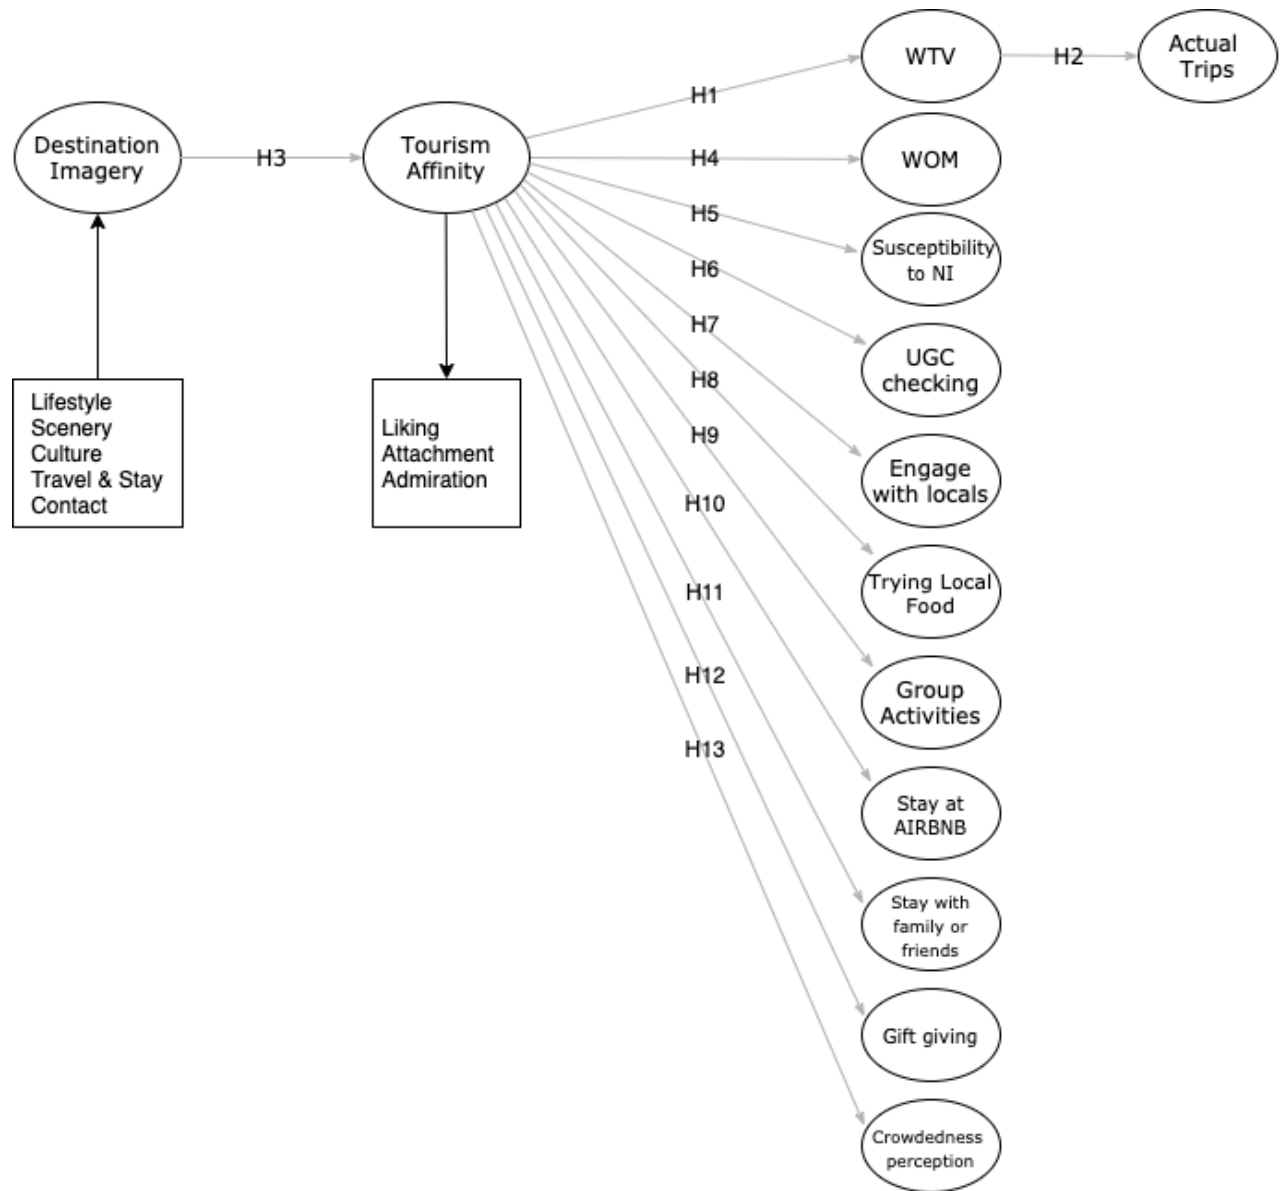 Destination
Imagery
H3
Tourism
Affinity
Lifestyle
Scenery
Culture
Travel & Stay
Contact
Liking
Attachment
Admiration
H1
H4
H5
H6
H7
H8
H9
H10
H11
H12
H13
WTV
H2
Actual
Trips
WOM
Susceptibility
to NI
UGC
checking
Engage
with locals
Trying Local
Food
Group
Activities
Stay at
AIRBNB
Stay with
family or
friends
Gift giving
Crowdedness
perception